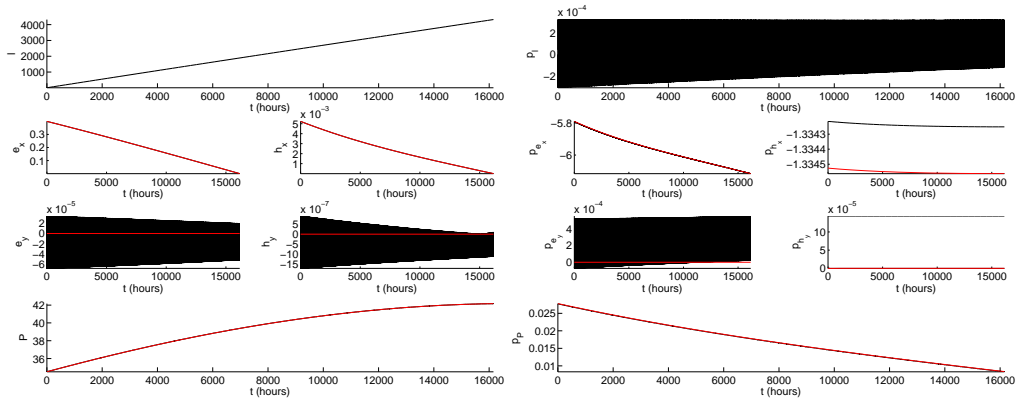 4000
3000
2000
1000
l
0 2000 4000 6000 8000 10000 12000 14000 16000
t (hours)
x 10^-4
2
0
−2
p_l
0 2000 4000 6000 8000 10000 12000 14000 16000
t (hours)
0.3
0.2
0.1
e_x
0 5000 10000 15000
t (hours)
x 10^-3
5
4
3
2
1
h_x
0 5000 10000 15000
t (hours)
−5.8
−6
p_e_x
0 5000 10000 15000
t (hours)
−1.3343
−1.3344
−1.3345
p_h_x
0 5000 10000 15000
t (hours)
x 10^-5
2
0
−2
−4
−6
e_y
0 5000 10000 15000
t (hours)
x 10^-7
5
0
−5
−10
−15
h_y
0 5000 10000 15000
t (hours)
x 10^-4
4
2
0
p_e_y
0 5000 10000 15000
t (hours)
x 10^-5
10
5
0
p_h_y
0 5000 10000 15000
t (hours)
42
40
38
36
P
0 2000 4000 6000 8000 10000 12000 14000 16000
t (hours)
0.025
0.02
0.015
0.01
p_P
0 2000 4000 6000 8000 10000 12000 14000 16000
t (hours)